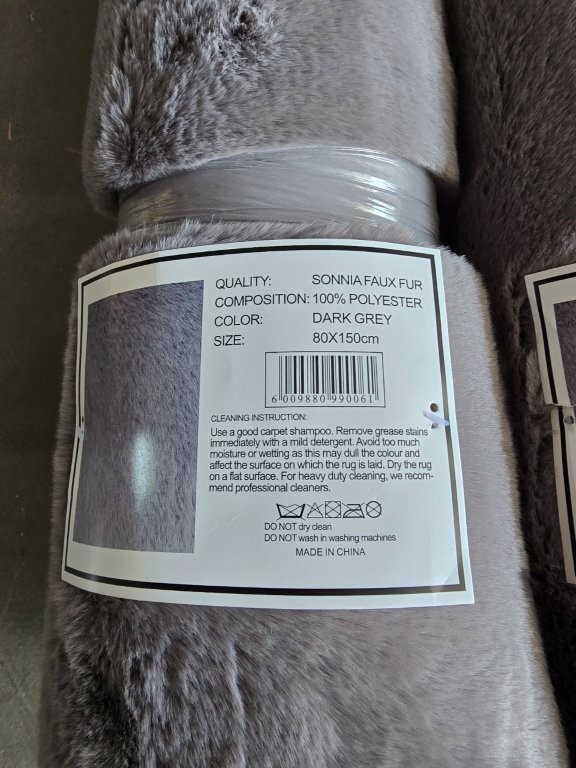 QUALITY: SONNIA FAUX FUR
COMPOSITION: 100% POLYESTER
COLOR: DARK GREY
SIZE: 80X150cm
6 009880 990061
CLEANING INSTRUCTION:
Use a good carpet shampoo. Remove grease stains
immediately with a mild detergent. Avoid too much
moisture or wetting as this may dull the colour and
affect the surface on which the rug is laid. Dry the rug
on a flat surface. For heavy duty cleaning, we recom-
mend professional cleaners.
DO NOT dry clean
DO NOT wash in washing machines
MADE IN CHINA